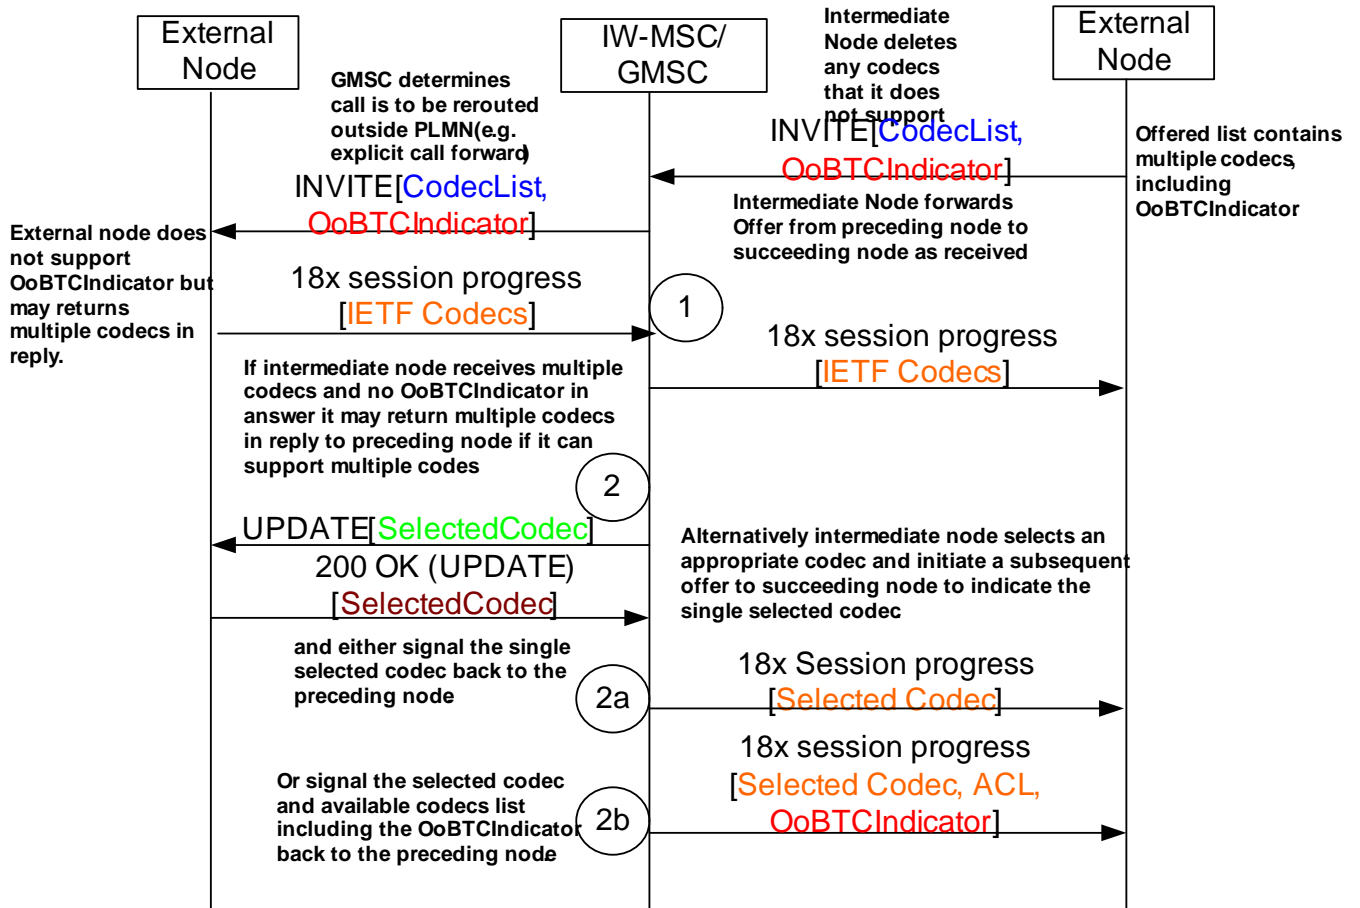 External
Node
IW-MSC/
GMSC
External
Node
Intermediate
Node deletes
any codecs
that it does
not support
GMSC determines
call is to be rerouted
outside PLMN(e.g.
explicit call forward)
INVITE[CodecList,
OoBTCIndicator]
Offered list contains
multiple codecs,
including
OoBTCIndicator
INVITE[CodecList,
OoBTCIndicator]
Intermediate Node forwards
Offer from preceding node to
succeeding node as received
External node does
not support
OoBTCIndicator but
may returns
multiple codecs in
reply.
18x session progress
[IETF Codecs]
1
18x session progress
[IETF Codecs]
If intermediate node receives multiple
codecs and no OoBTCIndicator in
answer it may return multiple codecs
in reply to preceding node if it can
support multiple codes
2
UPDATE[SelectedCodec]
200 OK (UPDATE)
[SelectedCodec]
Alternatively intermediate node selects an
appropriate codec and initiate a subsequent
offer to succeeding node to indicate the
single selected codec.
and either signal the single
selected codec back to the
preceding node
2a
18x Session progress
[Selected Codec]
18x session progress
[Selected Codec, ACL,
OoBTCIndicator]
Or signal the selected codec
and available codecs list
including the OoBTCIndicator
back to the preceding node.
2b